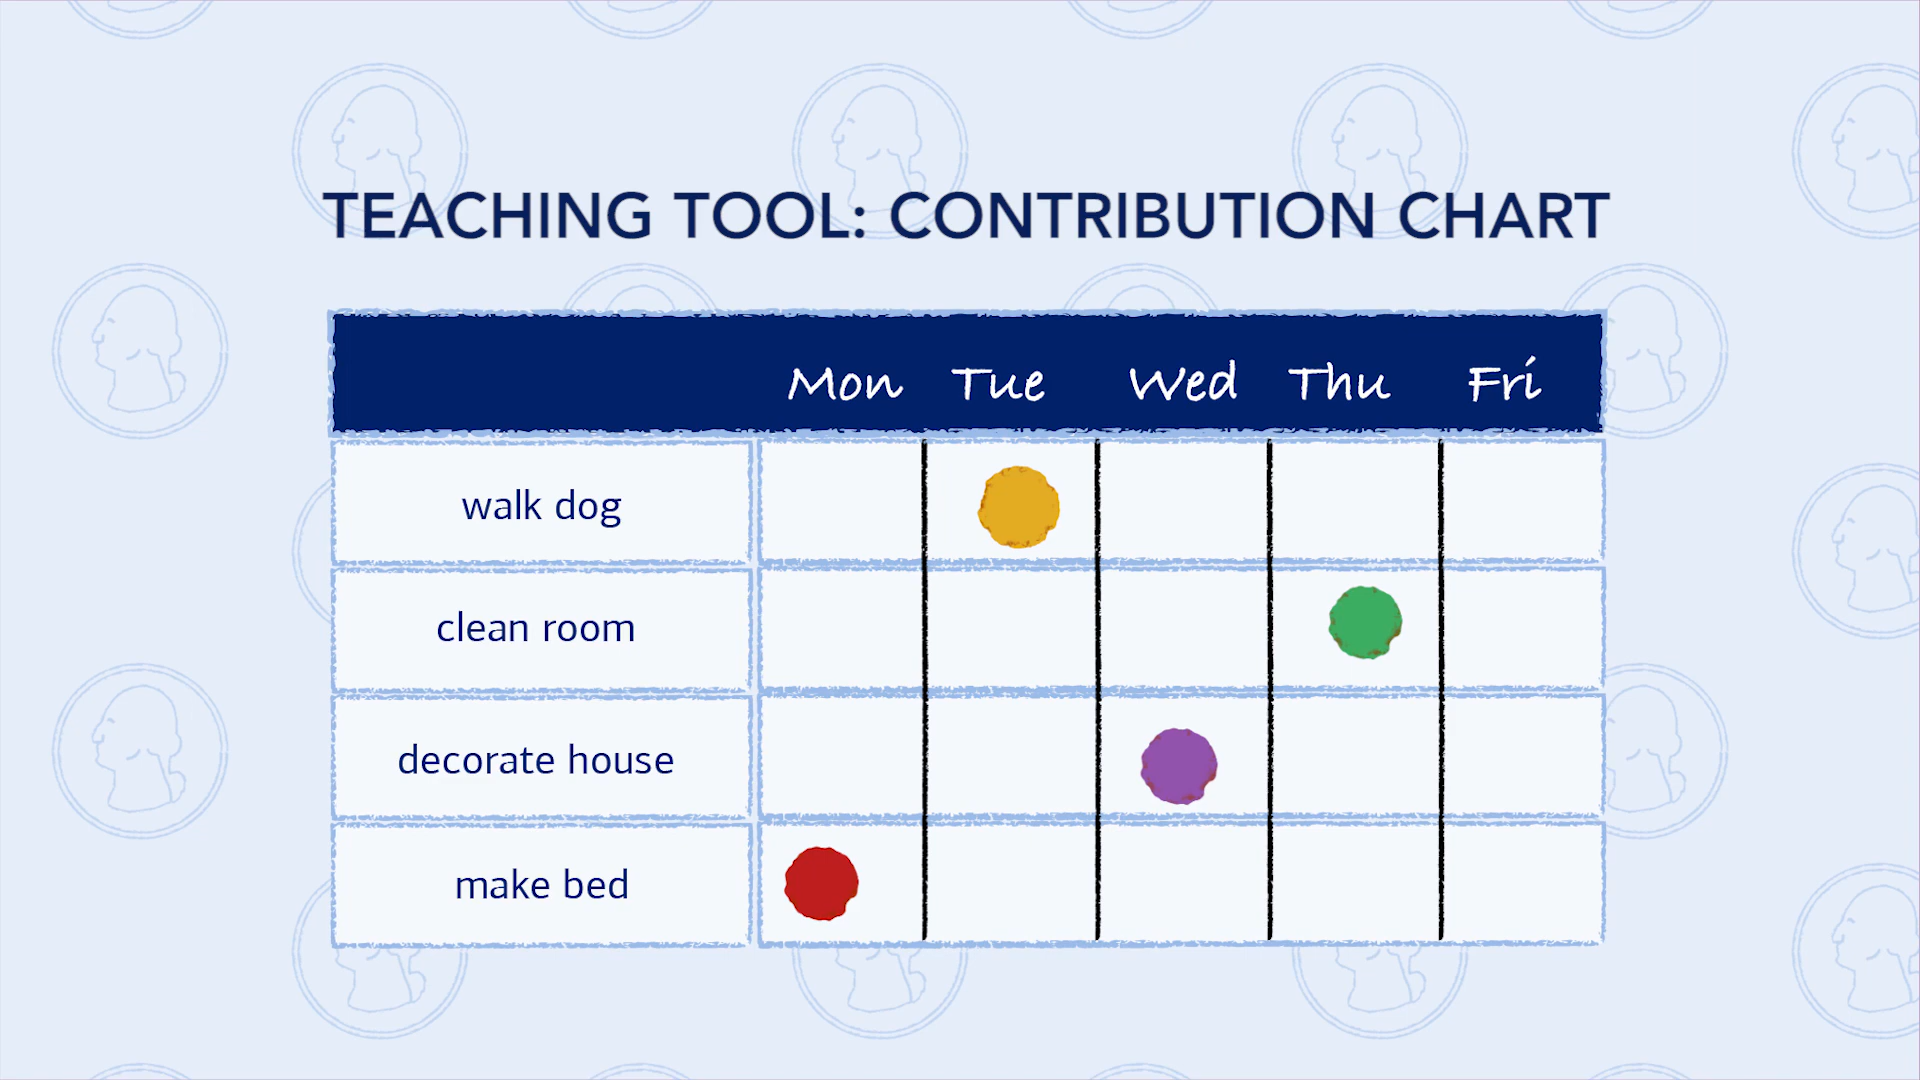 TEACHING TOOL: CONTRIBUTION CHART
Mon Tue Wed Thu Fri
walk dog
clean room
decorate house
make bed